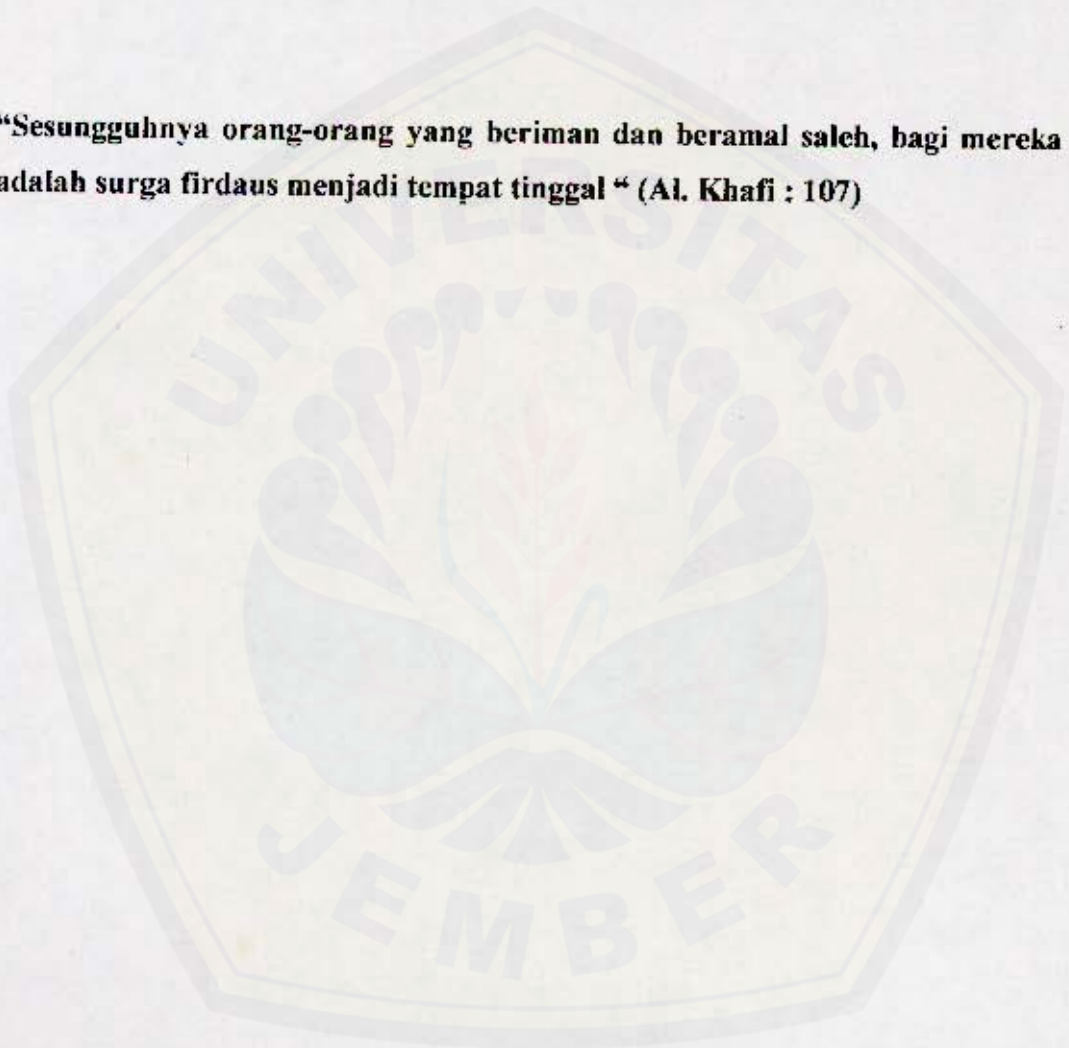 “Sesungguhnya orang-orang yang beriman dan beramal saleh, bagi mereka
adalah surga firdaus menjadi tempat tinggal “ (Al. Khafi : 107)
UNIVERSITAS
JEMBER